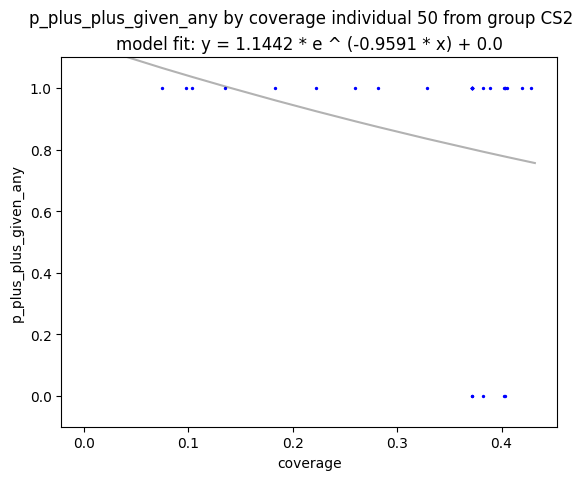 p_plus_plus_given_any by coverage individual 50 from group CS2
model fit: y = 1.1442 * e ^ (-0.9591 * x) + 0.0
1.0
0.8
0.6
0.4
0.2
0.0
p_plus_plus_given_any
0.0 0.1 0.2 0.3 0.4
coverage